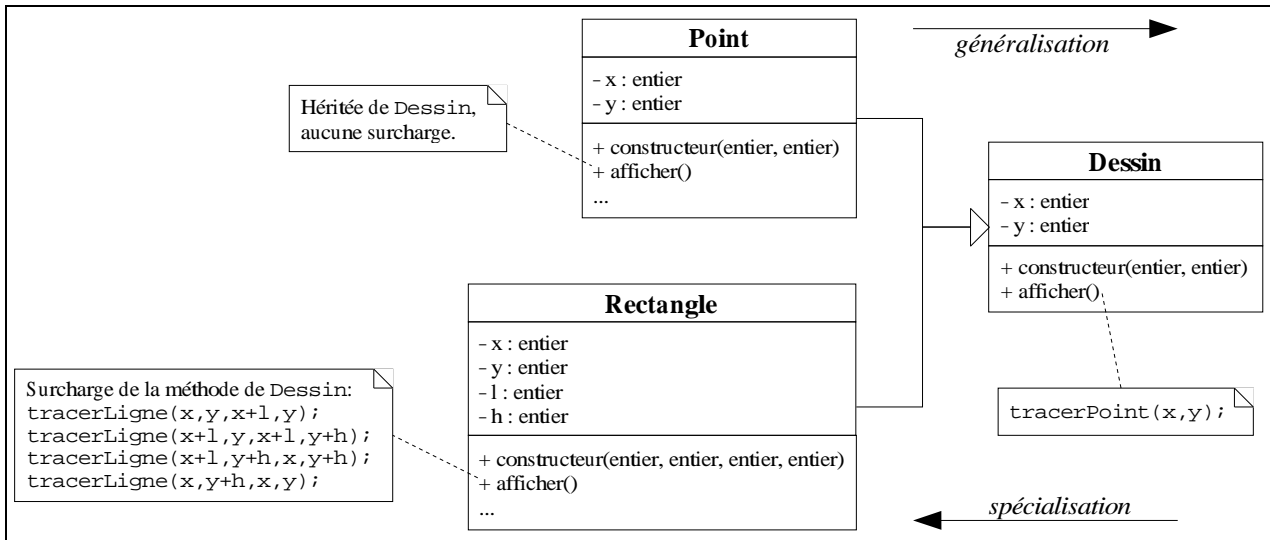 Point
- x : entier
- y : entier
+ constructeur(entier, entier)
+ afficher()
...
Héritée de Dessin,
aucune surcharge.
généralisation
Dessin
- x : entier
- y : entier
+ constructeur(entier, entier)
+ afficher()
tracerPoint(x,y);
Rectangle
- x : entier
- y : entier
- l : entier
- h : entier
+ constructeur(entier, entier, entier, entier)
+ afficher()
...
Surcharge de la méthode de Dessin:
tracerLigne(x,y,x+l,y);
tracerLigne(x+l,y,x+l,y+h);
tracerLigne(x+l,y+h,x,y+h);
tracerLigne(x,y+h,x,y);
spécialisation